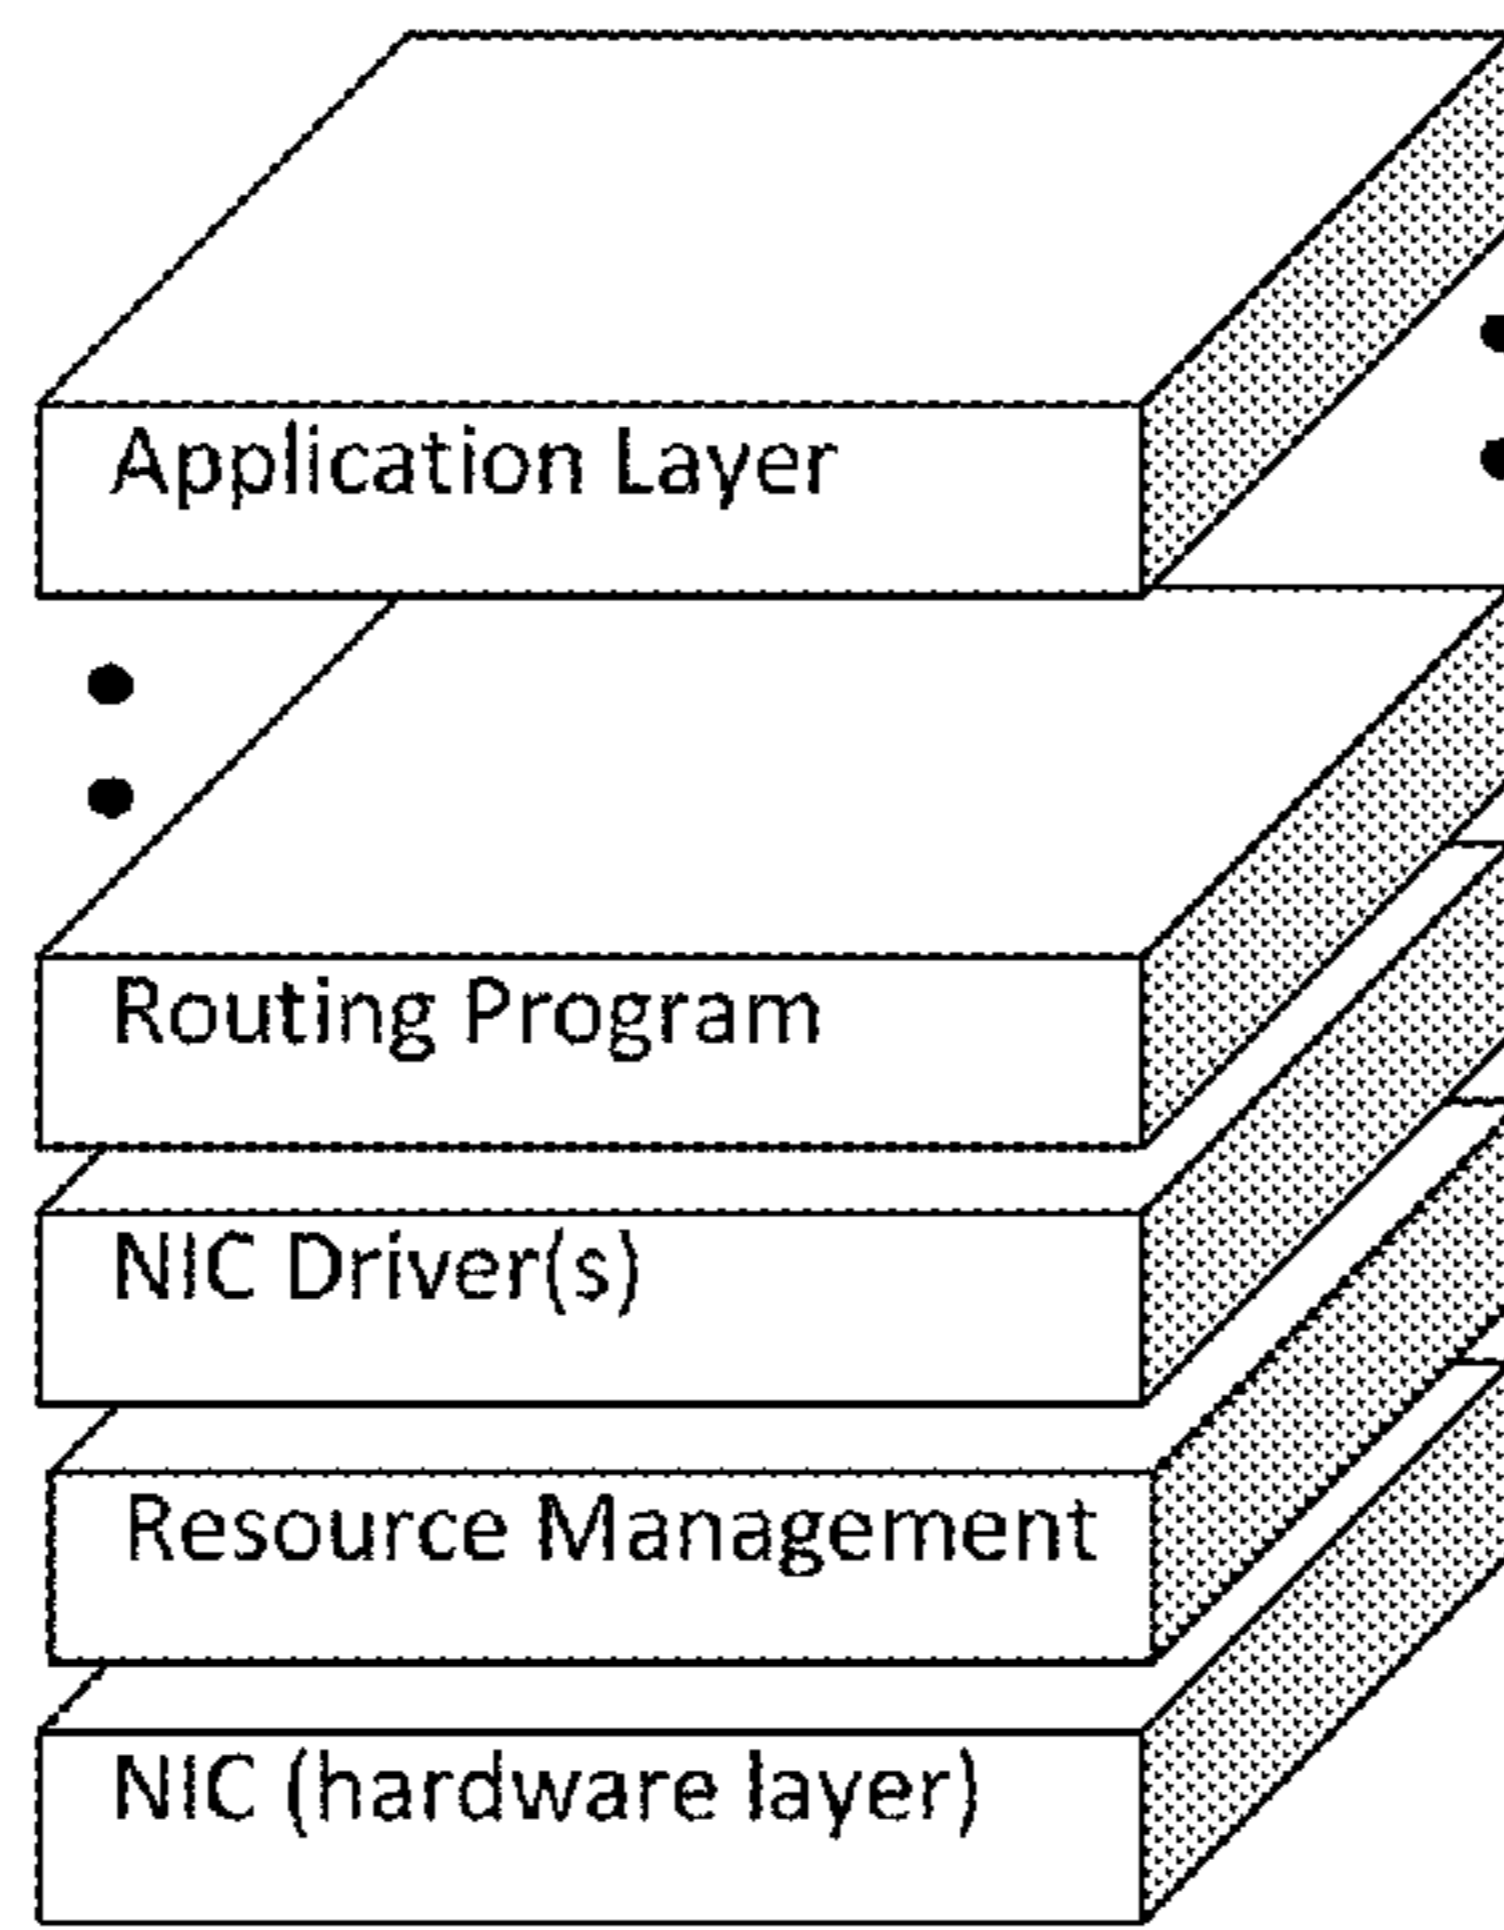 Application Layer
Routing Program
NIC Driver(s)
Resource Management
NIC (hardware layer)